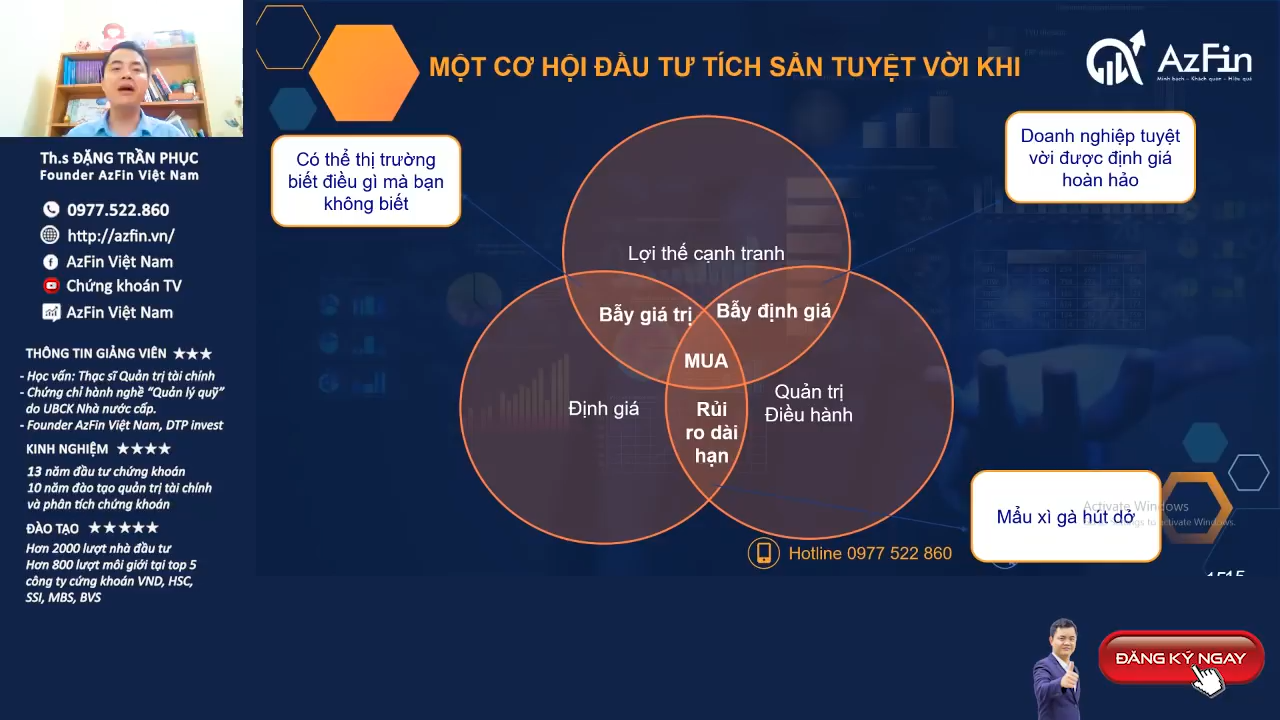 MỘT CƠ HỘI ĐẦU TƯ TÍCH SẢN TUYỆT VỜI KHI
AzFin
Minh bạch - Khách quan - Hiệu quả
Th.s ĐẶNG TRẦN PHỤC
Founder AzFin Việt Nam
0977.522.860
http://azfin.vn/
AzFin Việt Nam
Chứng khoán TV
AzFin Việt Nam
THÔNG TIN GIẢNG VIÊN ★★★
- Học vấn: Thạc sĩ Quản trị tài chính
- Chứng chỉ hành nghề “Quản lý quỹ”
do UBCK Nhà nước cấp.
- Founder AzFin Việt Nam, DTP invest
KINH NGHIỆM ★★★★
13 năm đầu tư chứng khoán
10 năm đào tạo quản trị tài chính
và phân tích chứng khoán
ĐÀO TẠO ★★★★★
Hơn 2000 lượt nhà đầu tư
Hơn 800 lượt môi giới tại top 5
công ty cứng khoán VND, HSC,
SSI, MBS, BVS
Có thể thị trường
biết điều gì mà bạn
không biết
Doanh nghiệp tuyệt
vời được định giá
hoàn hảo
Lợi thế cạnh tranh
Bẫy giá trị
Bẫy định giá
MUA
Định giá
Quản trị
Điều hành
Rủi
ro dài
hạn
Mẩu xì gà hút dở
Activate Windows
Hotline 0977 522 860
ĐĂNG KÝ NGAY